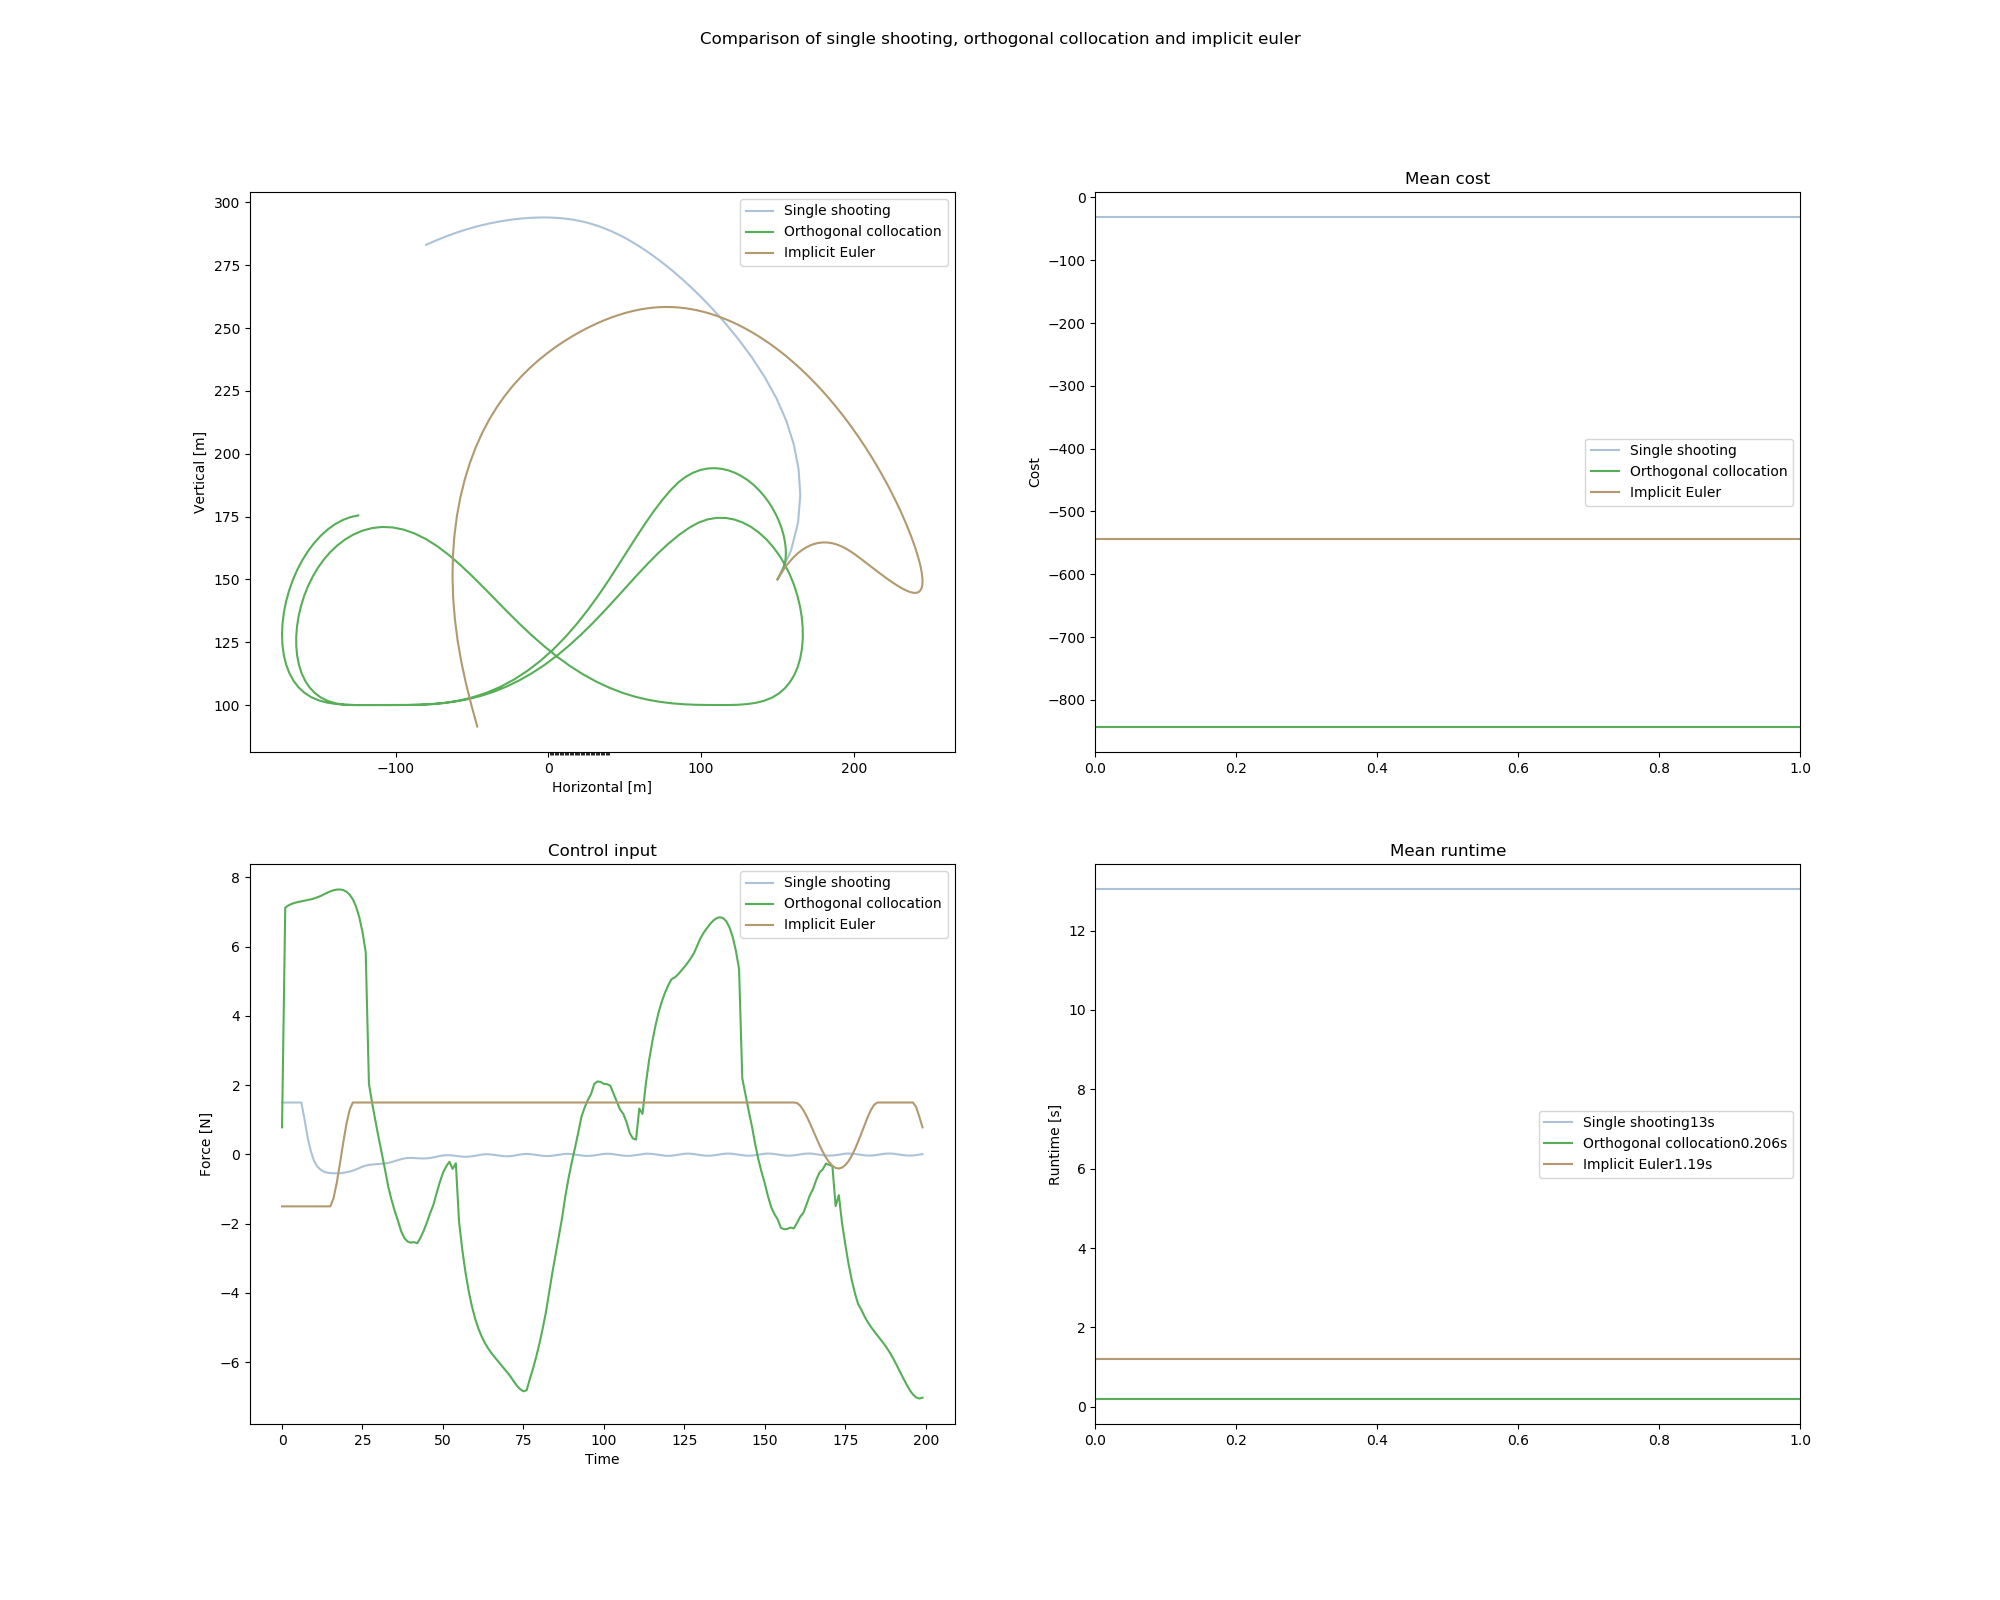 Comparison of single shooting, orthogonal collocation and implicit euler
300
275
250
225
200
175
150
125
100
Vertical [m]
Single shooting
Orthogonal collocation
Implicit Euler
−100
0
100
200
Horizontal [m]
Mean cost
0
−100
−200
−300
−400
−500
−600
−700
−800
Cost
Single shooting
Orthogonal collocation
Implicit Euler
0.0
0.2
0.4
0.6
0.8
1.0
Control input
8
6
4
2
0
−2
−4
−6
Force [N]
Single shooting
Orthogonal collocation
Implicit Euler
0
25
50
75
100
125
150
175
200
Time
Mean runtime
12
10
8
6
4
2
0
Runtime [s]
Single shooting13s
Orthogonal collocation0.206s
Implicit Euler1.19s
0.0
0.2
0.4
0.6
0.8
1.0